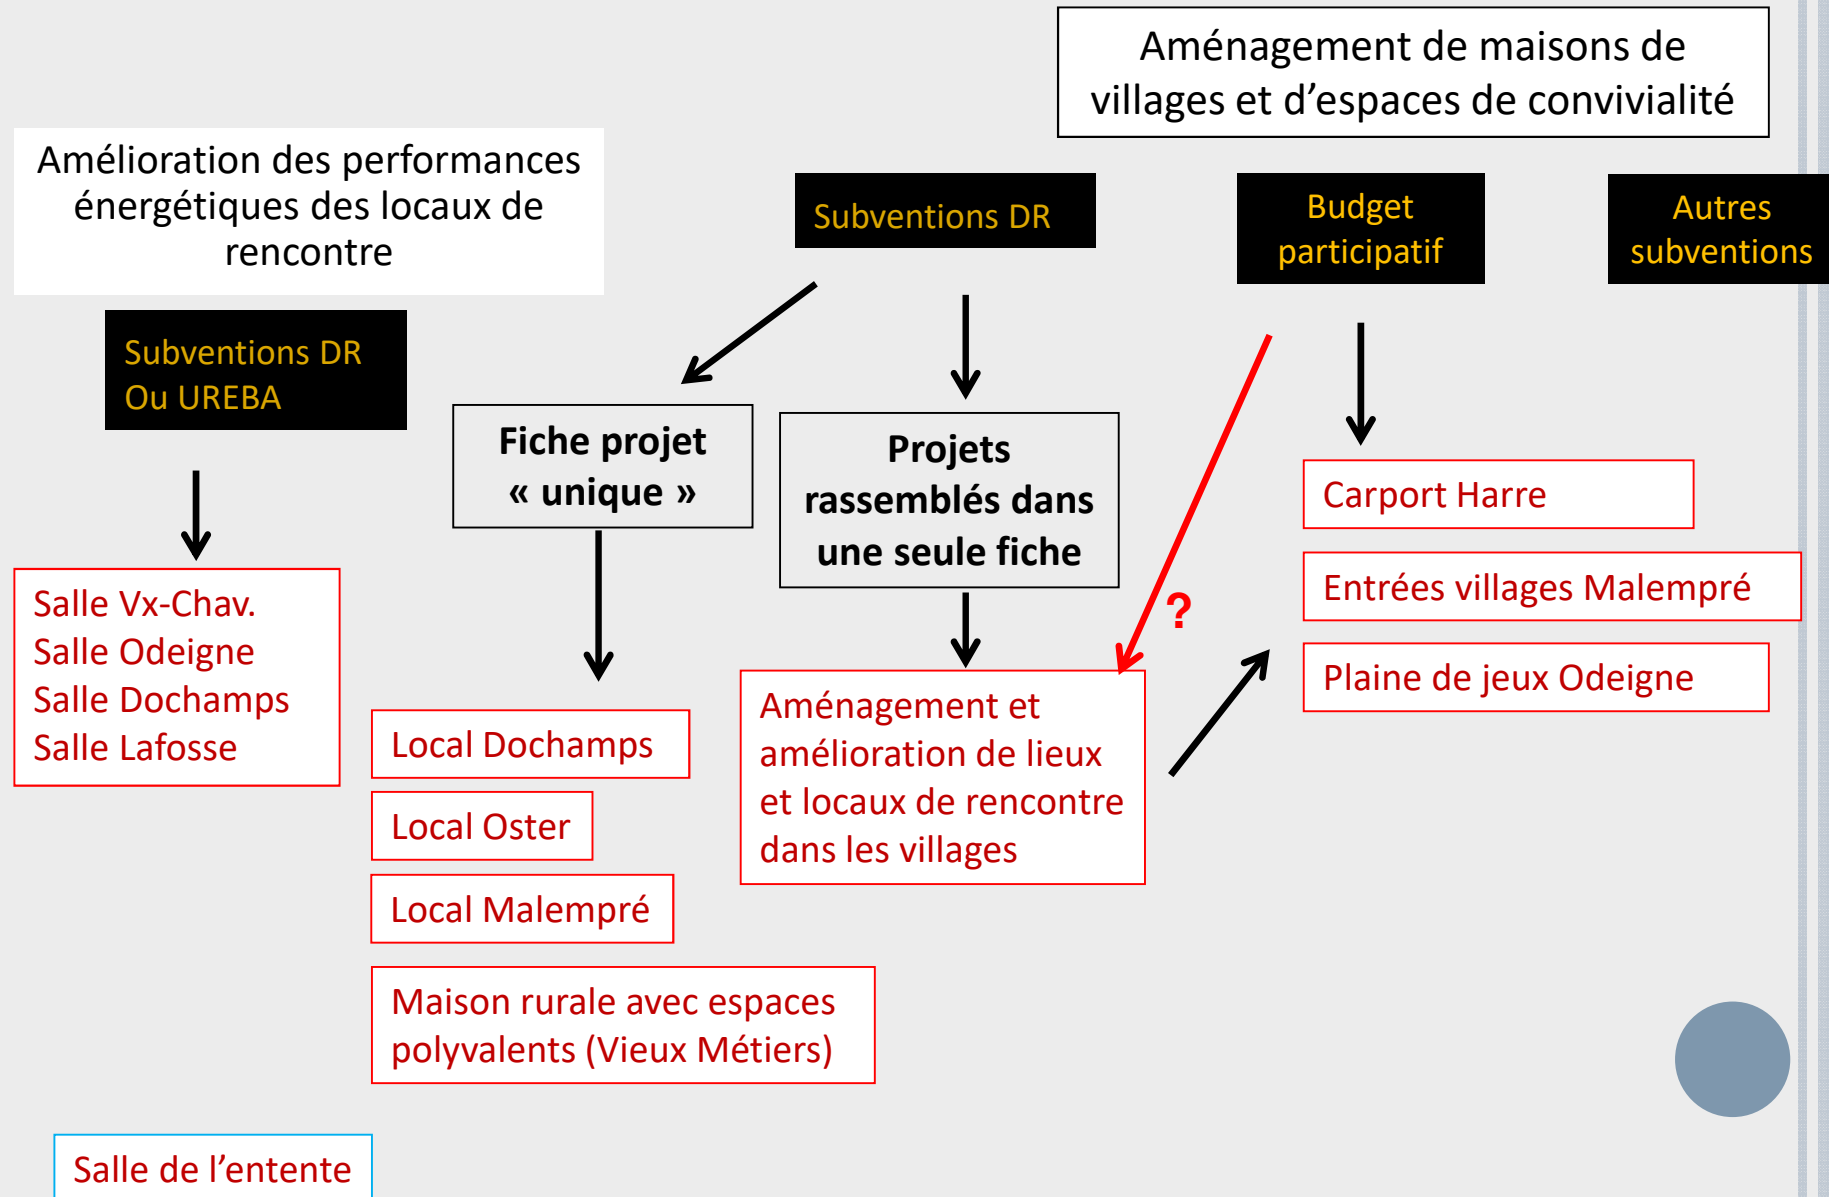 Aménagement de maisons de
villages et d’espaces de convivialité
Amélioration des performances
énergétiques des locaux de
rencontre
Subventions DR
Budget
participatif
Autres
subventions
Subventions DR
Ou UREBA
Fiche projet
« unique »
Projets
rassemblés dans
une seule fiche
Carport Harre
Entrées villages Malempré
Plaine de jeux Odeigne
?
Salle Vx-Chav.
Salle Odeigne
Salle Dochamps
Salle Lafosse
Local Dochamps
Local Oster
Local Malempré
Maison rurale avec espaces
polyvalents (Vieux Métiers)
Aménagement et
amélioration de lieux
et locaux de rencontre
dans les villages
Salle de l’entente